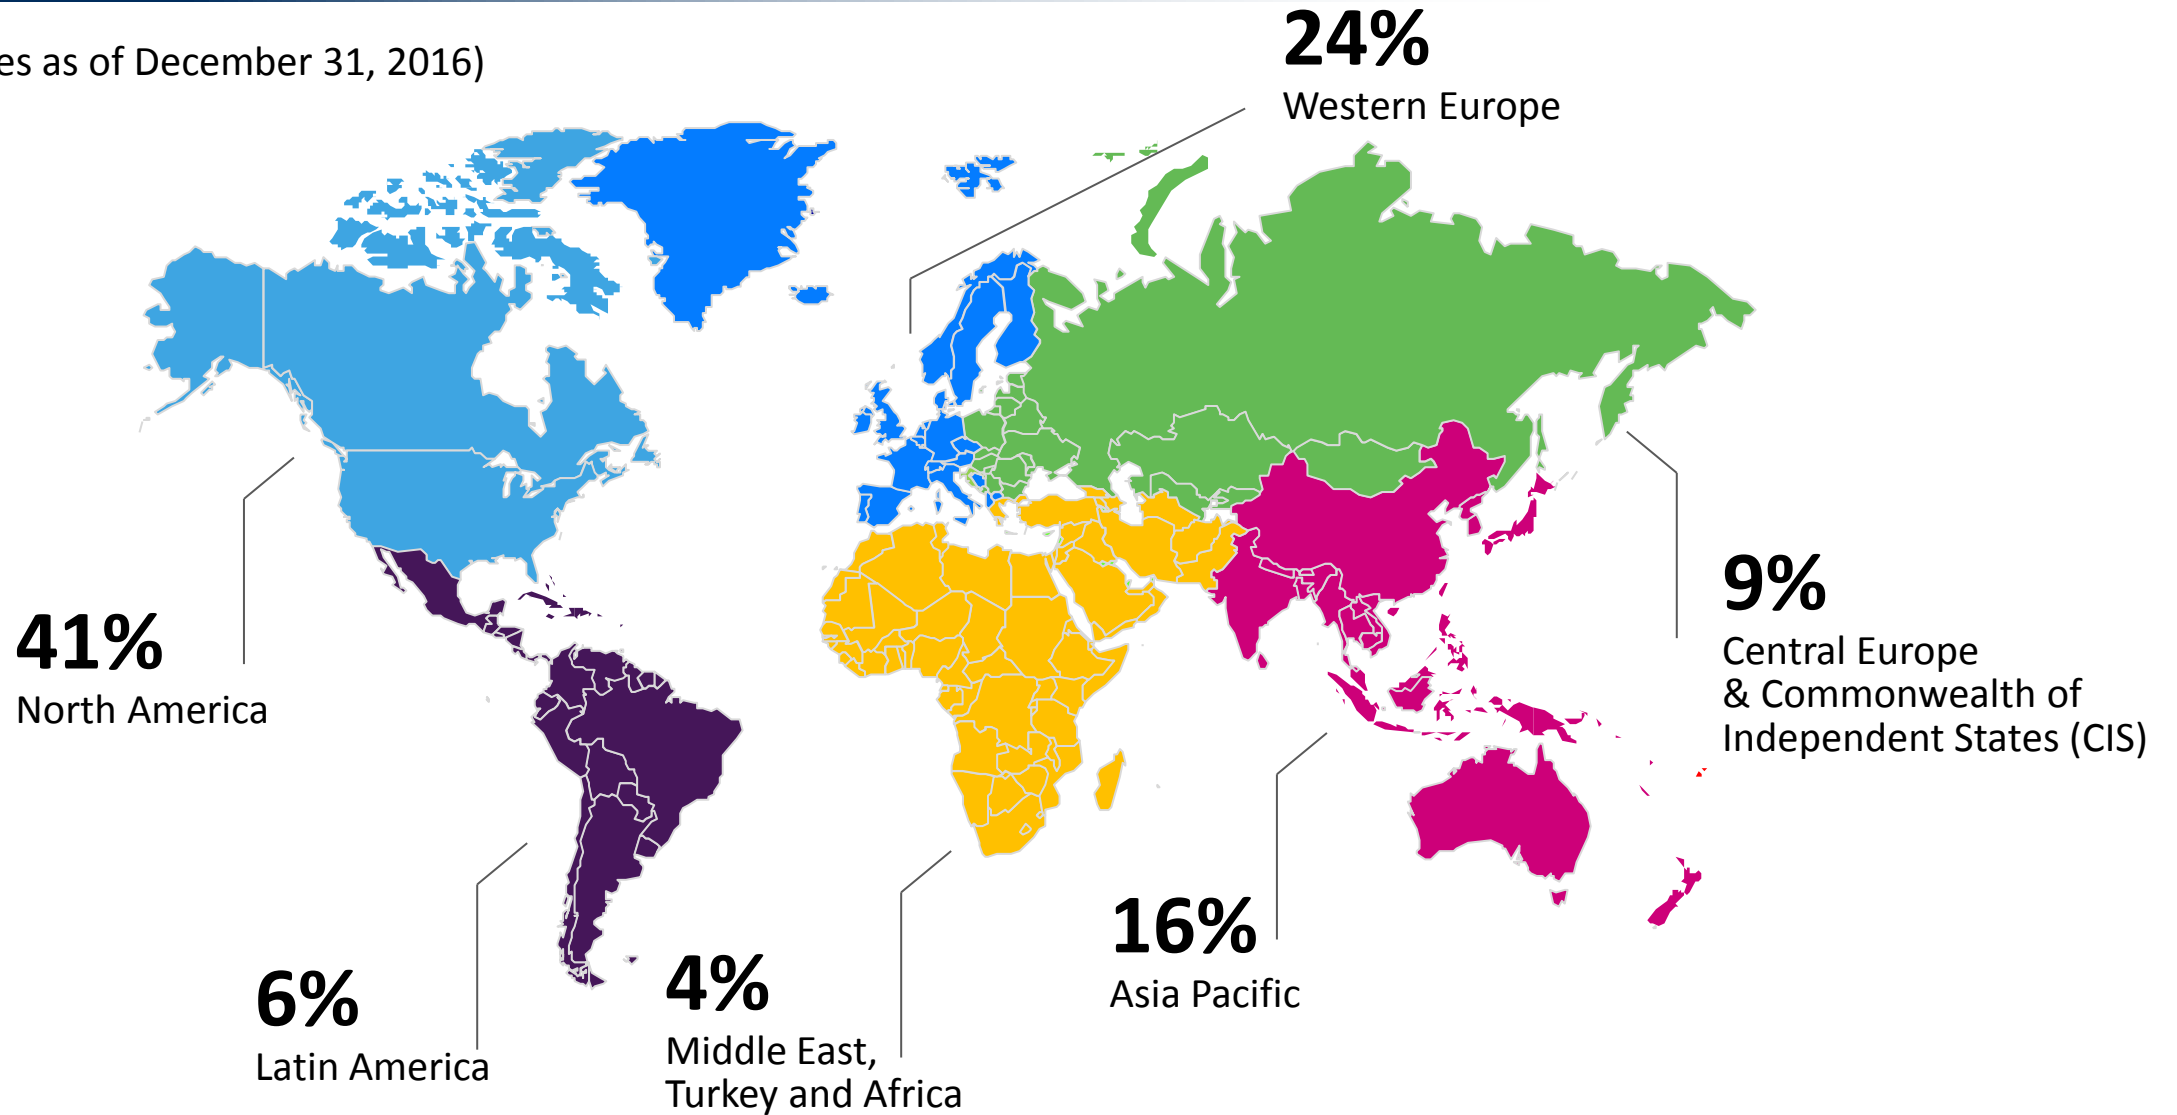 as of December 31, 2016)
24%
Western Europe
41%
North America
9%
Central Europe
& Commonwealth of
Independent States (CIS)
16%
Asia Pacific
6%
Latin America
4%
Middle East,
Turkey and Africa